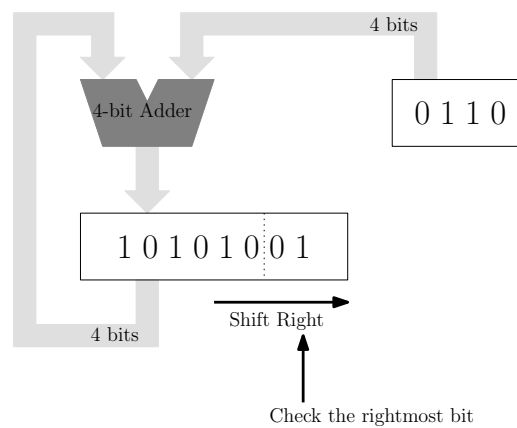 4 bits
4-bit Adder
0 1 1 0
1 0 1 0 1 0 0 1
Shift Right
4 bits
Check the rightmost bit